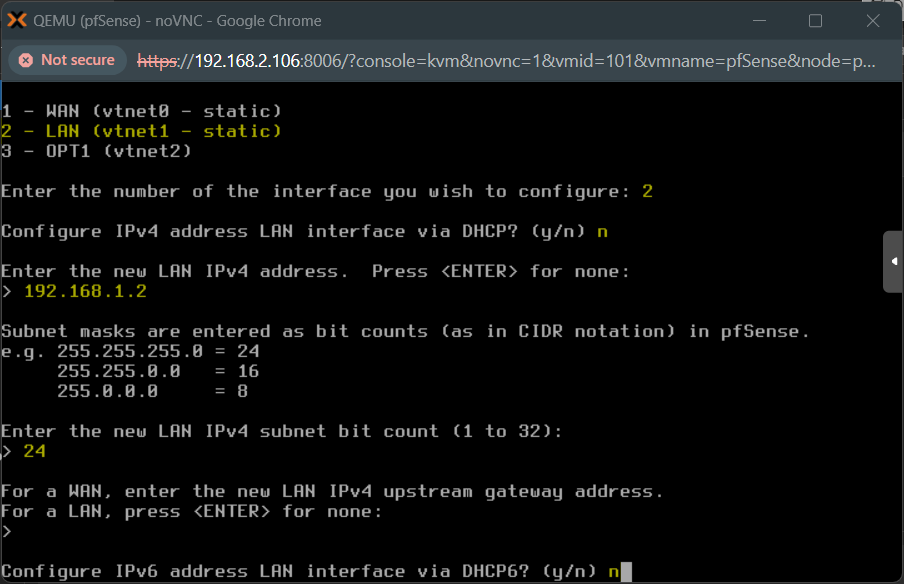 QEMU (pfSense) - noVNC - Google Chrome
Not secure https://192.168.2.106:8006/?console=kvm&novnc=1&vmid=101&vmname=pfSense&node=p...
1 - WAN (vtnet0 - static)
2 - LAN (vtnet1 - static)
3 - OPT1 (vtnet2)
Enter the number of the interface you wish to configure: 2
Configure IPv4 address LAN interface via DHCP? (y/n) n
Enter the new LAN IPv4 address.  Press <ENTER> for none:
> 192.168.1.2
Subnet masks are entered as bit counts (as in CIDR notation) in pfSense.
e.g. 255.255.255.0 = 24
     255.255.0.0   = 16
     255.0.0.0     = 8
Enter the new LAN IPv4 subnet bit count (1 to 32):
> 24
For a WAN, enter the new LAN IPv4 upstream gateway address.
For a LAN, press <ENTER> for none:
>
Configure IPv6 address LAN interface via DHCP6? (y/n) n